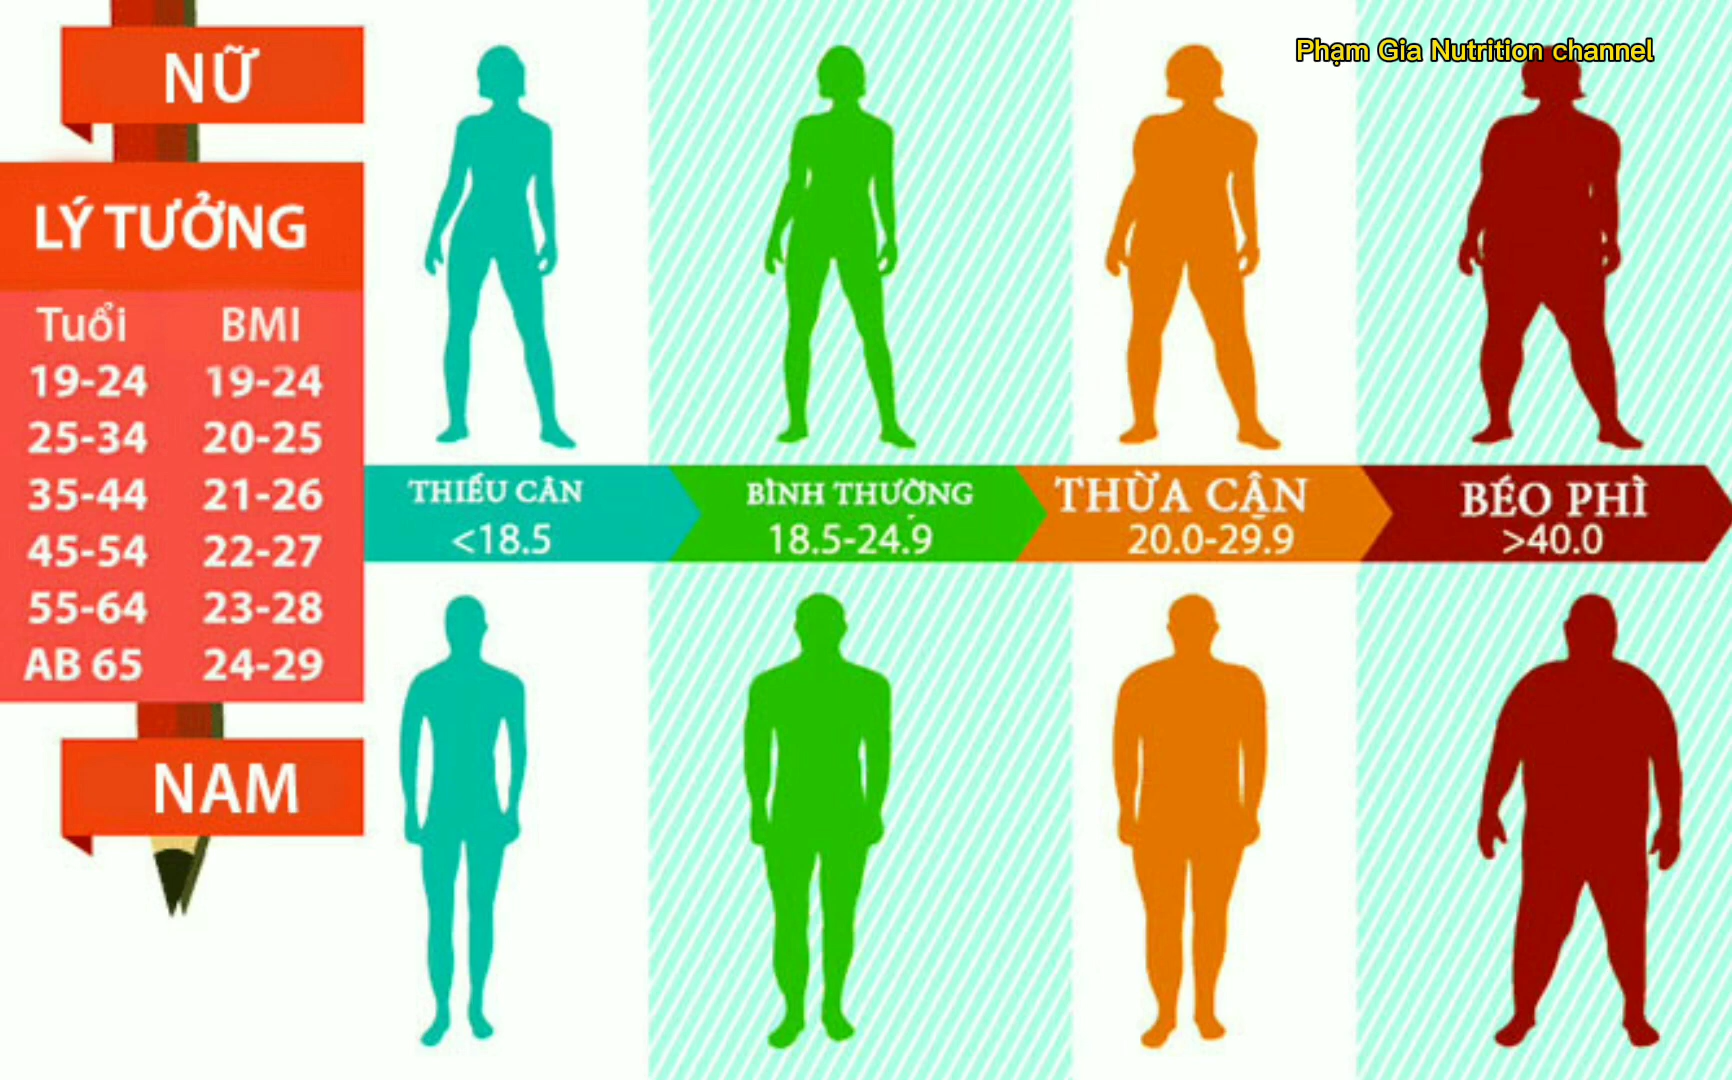 Phạm Gia Nutrition channel
NỮ
LÝ TƯỞNG
Tuổi BMI
19-24 19-24
25-34 20-25
35-44 21-26
45-54 22-27
55-64 23-28
AB 65 24-29
NAM
THIẾU CÂN
<18.5
BÌNH THƯỜNG
18.5-24.9
THỪA CÂN
20.0-29.9
BÉO PHÌ
>40.0